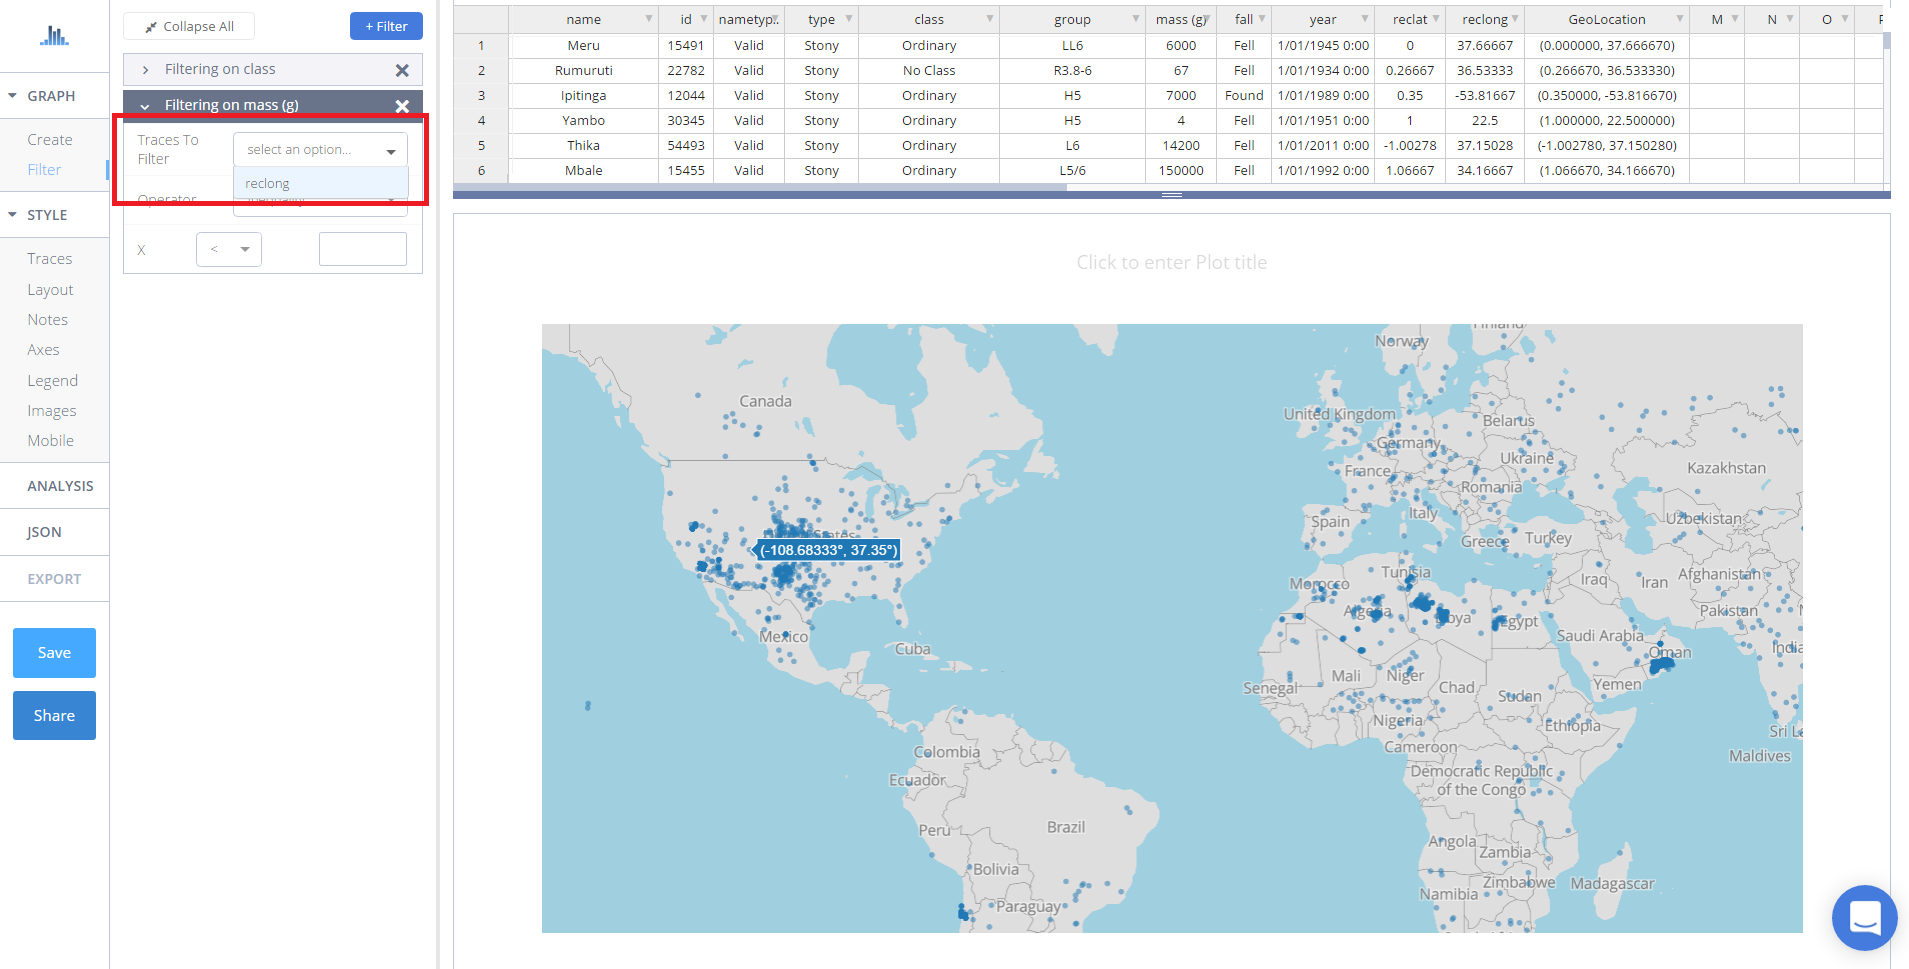 Collapse All
+ Filter
Filtering on class
Filtering on mass (g)
Traces To
Filter
select an option...
reclong
Operator
Inequality
X
<
GRAPH
Create
Filter
STYLE
Traces
Layout
Notes
Axes
Legend
Images
Mobile
ANALYSIS
JSON
EXPORT
Save
Share
name id nametyp.. type class group mass (g) fall year reclat reclong GeoLocation M N O
1 Meru 15491 Valid Stony Ordinary LL6 6000 Fell 1/01/1945 0:00 0 37.66667 (0.000000, 37.666670)
2 Rumuruti 22782 Valid Stony No Class R3.8-6 67 Fell 1/01/1934 0:00 0.26667 36.53333 (0.266670, 36.533330)
3 Ipitinga 12044 Valid Stony Ordinary H5 7000 Found 1/01/1989 0:00 0.35 -53.81667 (0.350000, -53.816670)
4 Yambo 30345 Valid Stony Ordinary H5 4 Fell 1/01/1951 0:00 1 22.5 (1.000000, 22.500000)
5 Thika 54493 Valid Stony Ordinary L6 14200 Fell 1/01/2011 0:00 -1.00278 37.15028 (-1.002780, 37.150280)
6 Mbale 15455 Valid Stony Ordinary L5/6 150000 Fell 1/01/1992 0:00 1.06667 34.16667 (1.066670, 34.166670)
Click to enter Plot title
Finland
Norway
Canada
United Kingdom
Belarus
Germany
Ukraine
France
Kazakhstan
Romania
Italy
Spain
Uzbekistan
States
Greece
Turkey
(-108.68333°, 37.35°)
Tunisia
Morocco
Iraq
Iran
Afghanistan
Algeria
Libya
Egypt
Pakistan
Mexico
Saudi Arabia
Cuba
Oman
India
Mali
Niger
Senegal
Chad
Sudan
Yemen
Nigeria
Ethiopia
Sri L
Colombia
Cameroon
Maldives
Ecuador
Democratic Republic
of the Congo
Peru
Brazil
Angola
Zambia
Bolivia
Zimbabwe
Madagascar
Namibia
Paraguay